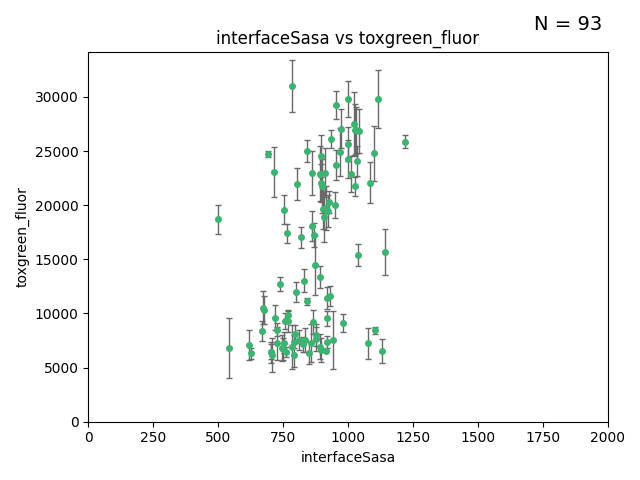 N = 93
interfaceSasa vs toxgreen_fluor
toxgreen_fluor
30000
25000
20000
15000
10000
5000
0
0 250 500 750 1000 1250 1500 1750 2000
interfaceSasa